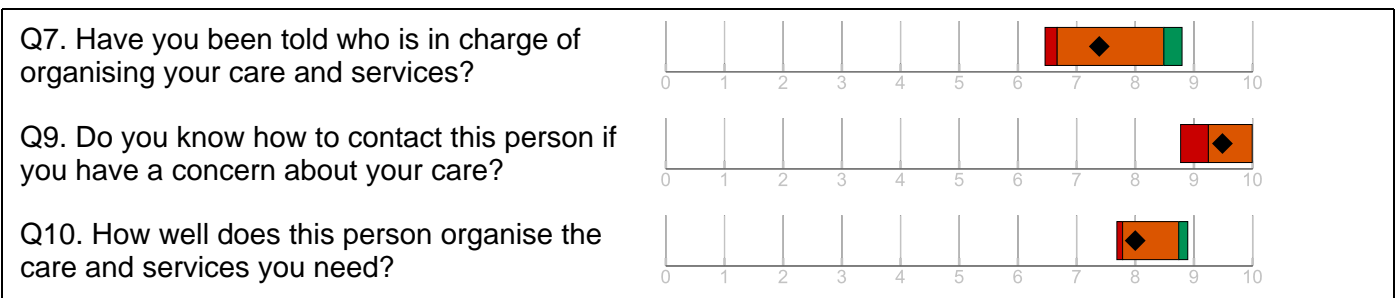 Q7. Have you been told who is in charge of
organising your care and services?
0 1 2 3 4 5 6 7 8 9 10
Q9. Do you know how to contact this person if
you have a concern about your care?
0 1 2 3 4 5 6 7 8 9 10
Q10. How well does this person organise the
care and services you need?
0 1 2 3 4 5 6 7 8 9 10